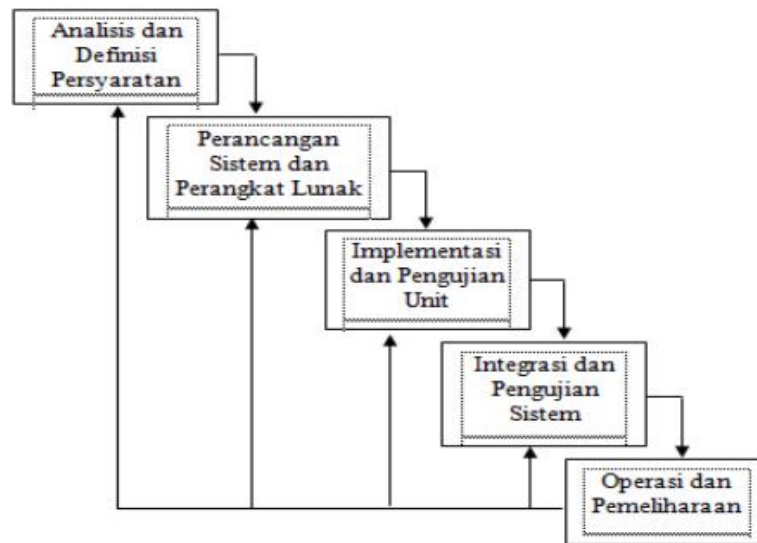 Analisis dan
Definisi
Persyaratan
Perancangan
Sistem dan
Perangkat Lunak
Implementasi
dan Pengujian
Unit
Integrasi dan
Pengujian
Sistem
Operasi dan
Pemeliharaan